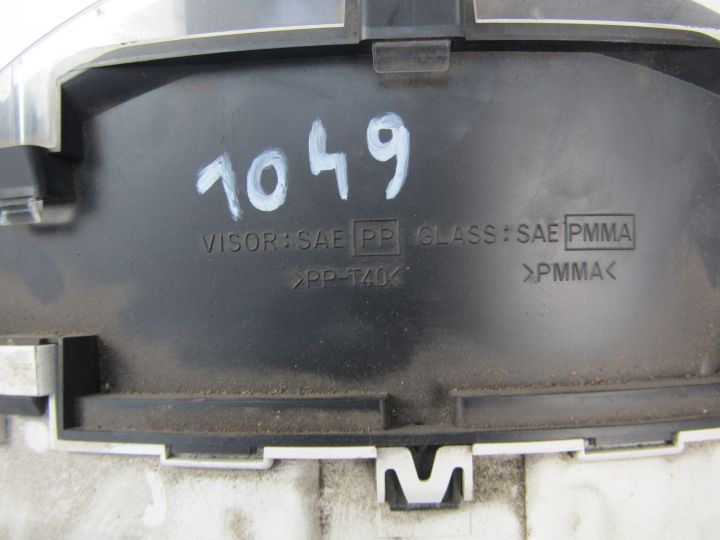 1049
VISOR: SAE PP GLASS: SAE PMMA
>PP-T40< >PMMA<